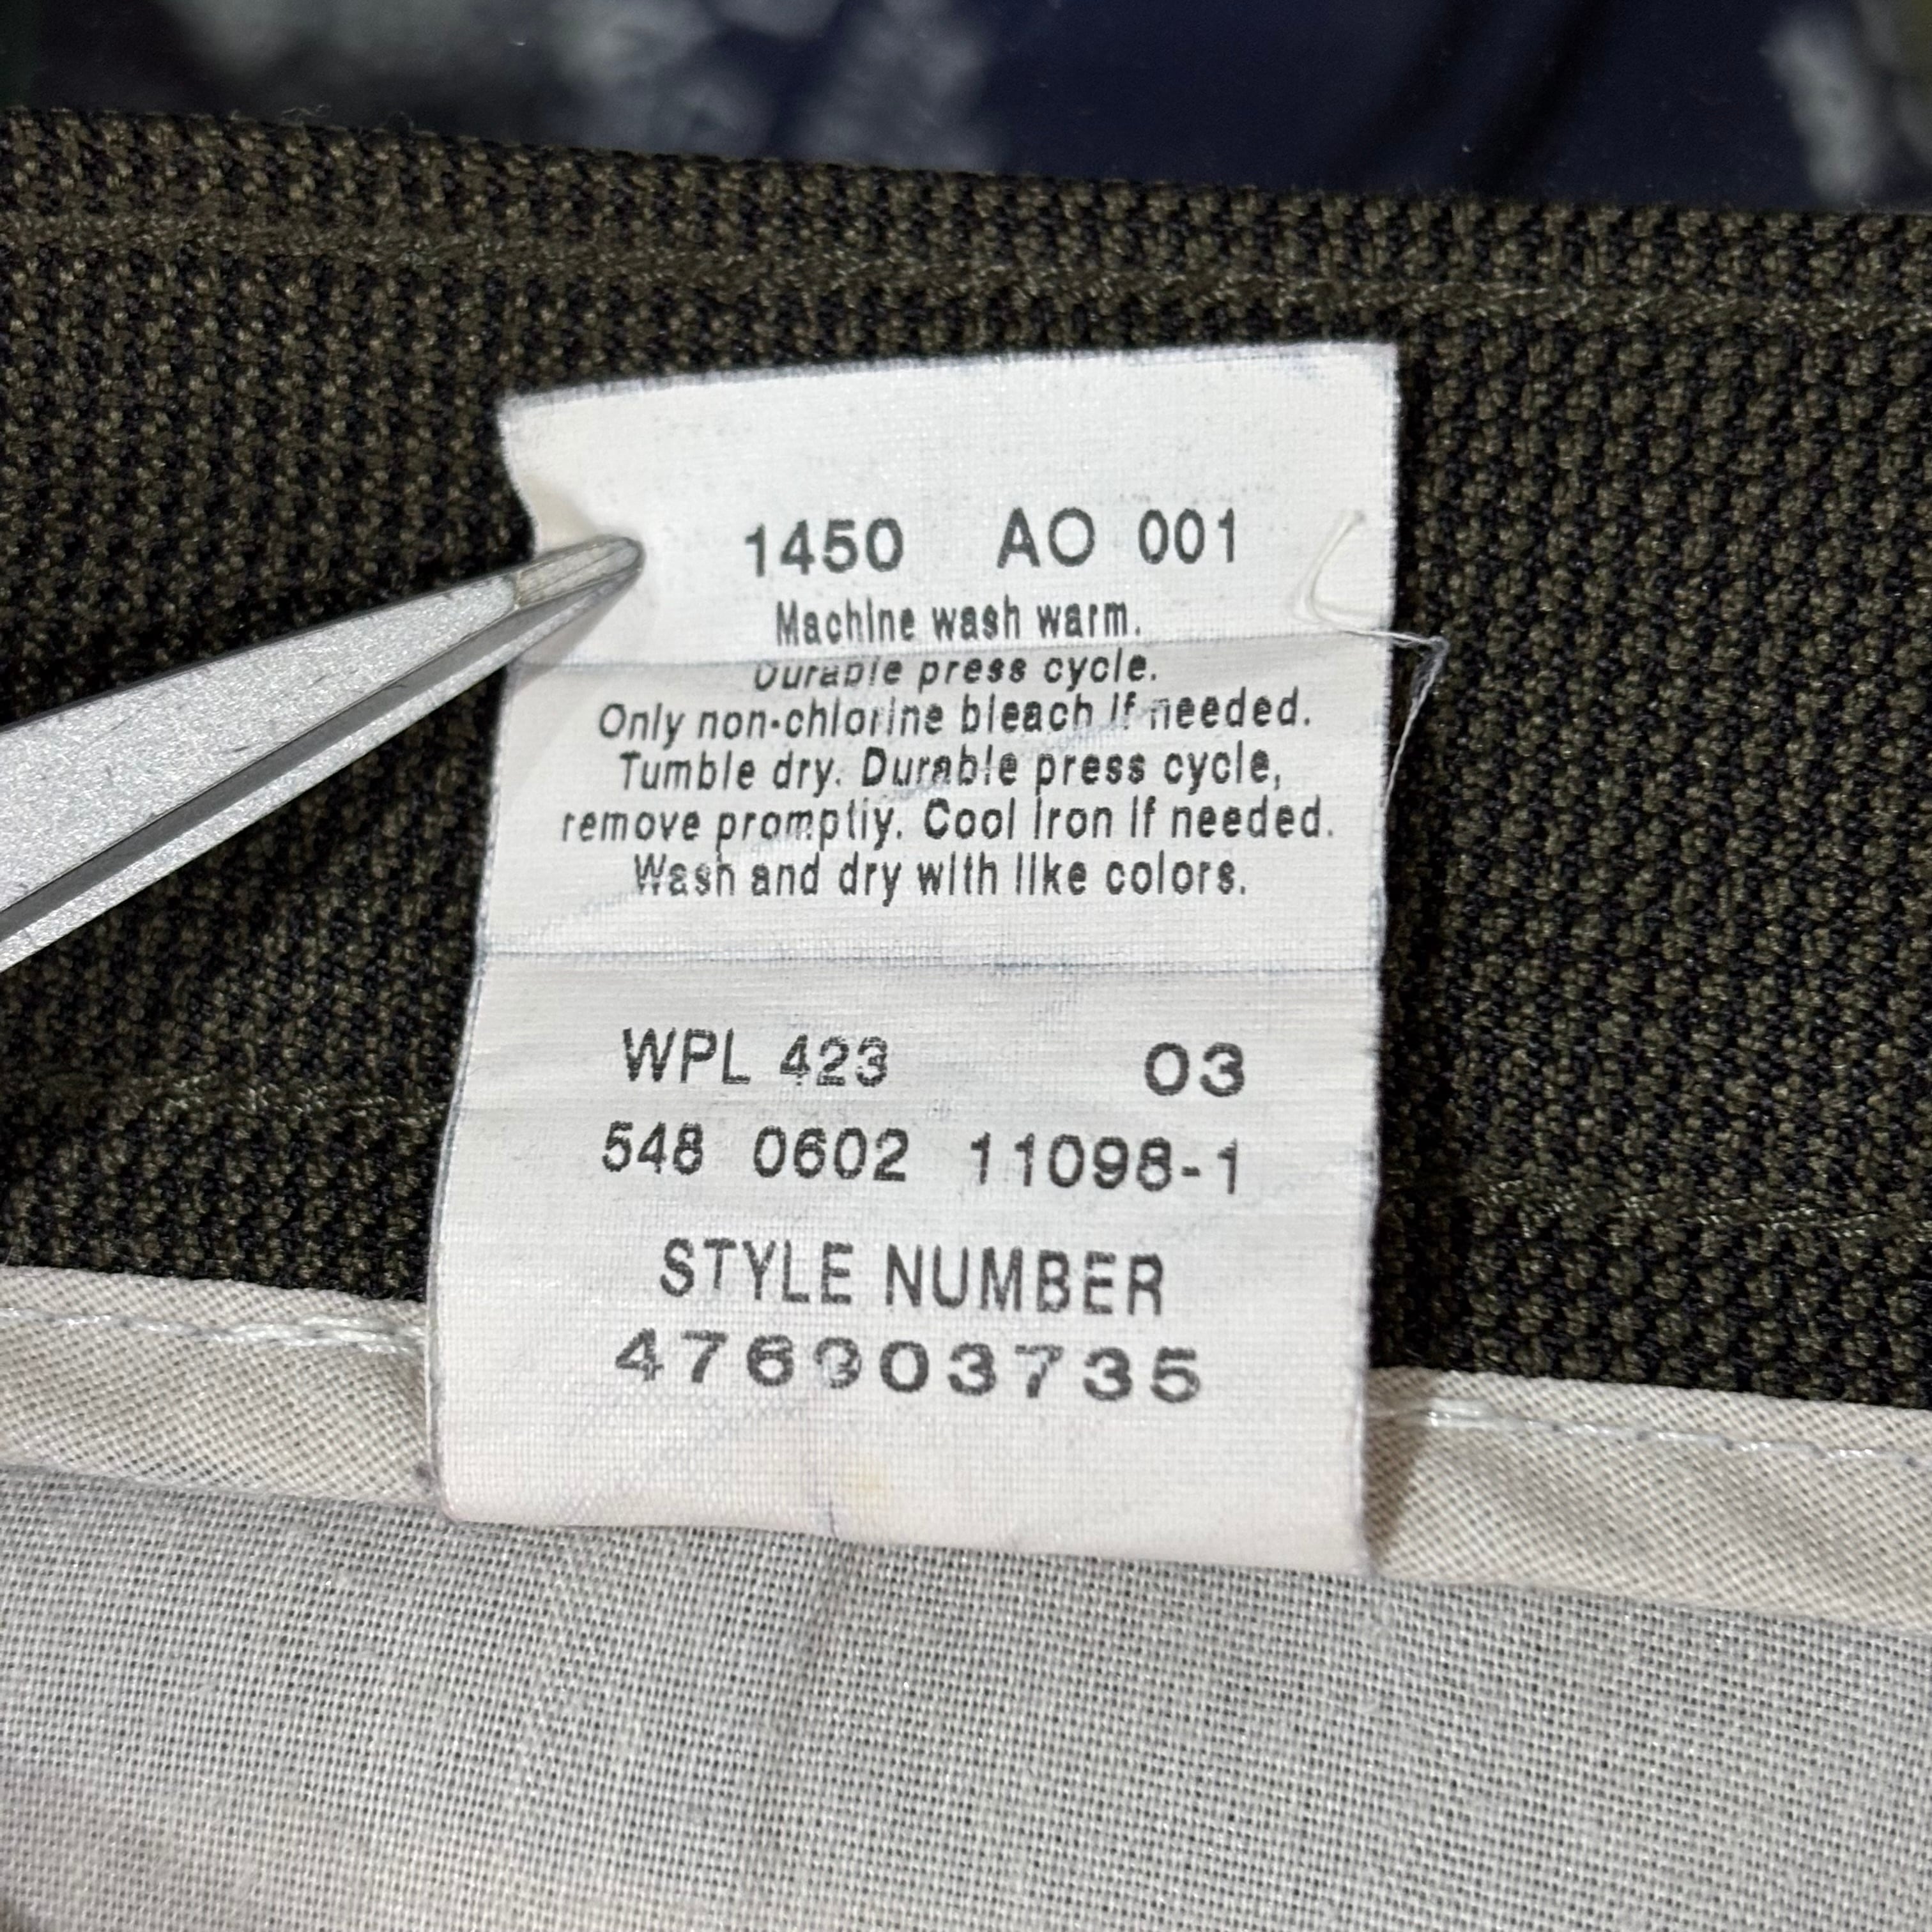 1450 AO 001
Machine wash warm.
Durable press cycle.
Only non-chlorine bleach if needed.
Tumble dry. Durable press cycle,
remove promptly. Cool iron if needed.
Wash and dry with like colors.
WPL 423 03
548 0602 11098-1
STYLE NUMBER
476903735